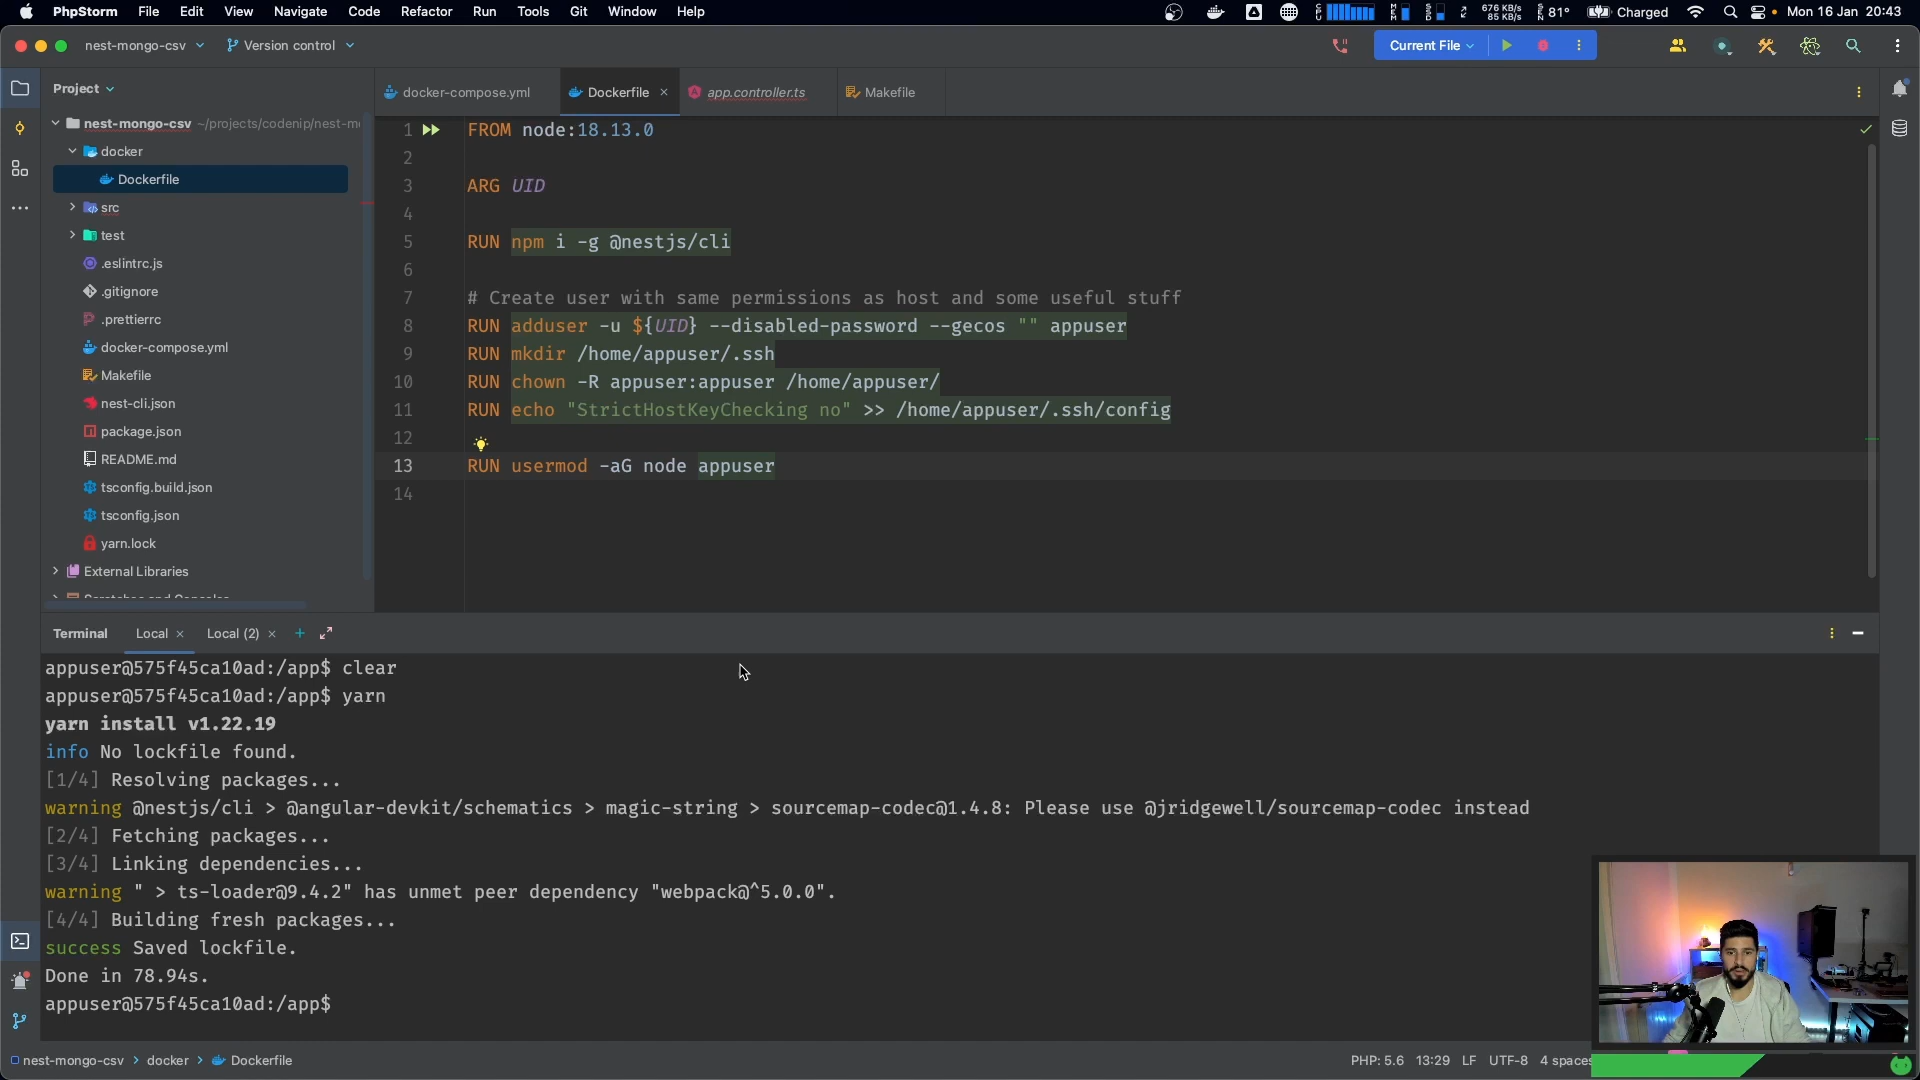 PhpStorm File Edit View Navigate Code Refactor Run Tools Git Window Help
676 KB/s
85 KB/s
81° Charged Mon 16 Jan 20:43
nest-mongo-csv Version control Current File
Project
docker-compose.yml Dockerfile app.controller.ts Makefile
nest-mongo-csv ~/projects/codenip/nest-m
docker
Dockerfile
src
test
.eslintrc.js
.gitignore
.prettierrc
docker-compose.yml
Makefile
nest-cli.json
package.json
README.md
tsconfig.build.json
tsconfig.json
yarn.lock
External Libraries
Scratches and Consoles
1 FROM node:18.13.0
2
3 ARG UID
4
5 RUN npm i -g @nestjs/cli
6
7 # Create user with same permissions as host and some useful stuff
8 RUN adduser -u ${UID} --disabled-password --gecos "" appuser
9 RUN mkdir /home/appuser/.ssh
10 RUN chown -R appuser:appuser /home/appuser/
11 RUN echo "StrictHostKeyChecking no" >> /home/appuser/.ssh/config
12
13 RUN usermod -aG node appuser
14
Terminal Local Local (2)
appuser@575f45ca10ad:/app$ clear
appuser@575f45ca10ad:/app$ yarn
yarn install v1.22.19
info No lockfile found.
[1/4] Resolving packages...
warning @nestjs/cli > @angular-devkit/schematics > magic-string > sourcemap-codec@1.4.8: Please use @jridgewell/sourcemap-codec instead
[2/4] Fetching packages...
[3/4] Linking dependencies...
warning " > ts-loader@9.4.2" has unmet peer dependency "webpack@^5.0.0".
[4/4] Building fresh packages...
success Saved lockfile.
Done in 78.94s.
appuser@575f45ca10ad:/app$
nest-mongo-csv > docker > Dockerfile PHP: 5.6 13:29 LF UTF-8 4 spaces